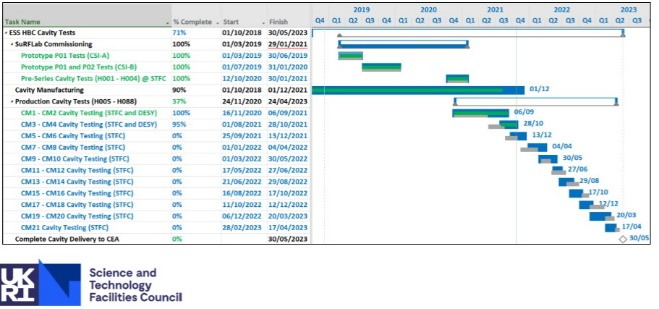 2019 2020 2021 2022 2023
Task Name % Complete Start Finish Q4 Q1 Q2 Q3 Q4 Q1 Q2 Q3 Q4 Q1 Q2 Q3 Q4 Q1 Q2 Q3 Q4 Q1 Q2 Q3
ESS HBC Cavity Tests 71% 01/10/2018 30/05/2023
SuRFLab Commissioning 100% 01/03/2019 29/01/2021
Prototype P01 Tests (CSI-A) 100% 01/03/2019 30/06/2019
Prototype P01 and P02 Tests (CSI-B) 100% 01/07/2019 31/01/2020
Pre-Series Cavity Tests (H001 - H004) @ STFC 100% 12/10/2020 30/01/2021
Cavity Manufacturing 90% 01/10/2018 01/12/2021 01/12
Production Cavity Tests (H005 - H088) 37% 24/11/2020 24/04/2023
CM1 - CM2 Cavity Testing (STFC and DESY) 100% 16/11/2020 06/09/2021 06/09
CM3 - CM4 Cavity Testing (STFC and DESY) 95% 01/08/2021 28/10/2021 28/10
CM5 - CM6 Cavity Testing (STFC) 0% 25/09/2021 13/12/2021 13/12
CM7 - CM8 Cavity Testing (STFC) 0% 01/01/2022 04/04/2022 04/04
CM9 - CM10 Cavity Testing (STFC) 0% 01/03/2022 30/05/2022 30/05
CM11 - CM12 Cavity Testing (STFC) 0% 17/05/2022 27/06/2022 27/06
CM13 - CM14 Cavity Testing (STFC) 0% 21/06/2022 29/08/2022 29/08
CM15 - CM16 Cavity Testing (STFC) 0% 16/08/2022 17/10/2022 17/10
CM17 - CM18 Cavity Testing (STFC) 0% 11/10/2022 12/12/2022 12/12
CM19 - CM20 Cavity Testing (STFC) 0% 06/12/2022 20/03/2023 20/03
CM21 Cavity Testing (STFC) 0% 28/02/2023 17/04/2023 17/04
Complete Cavity Delivery to CEA 0% 30/05/2023 30/05
UKRI
Science and
Technology
Facilities Council